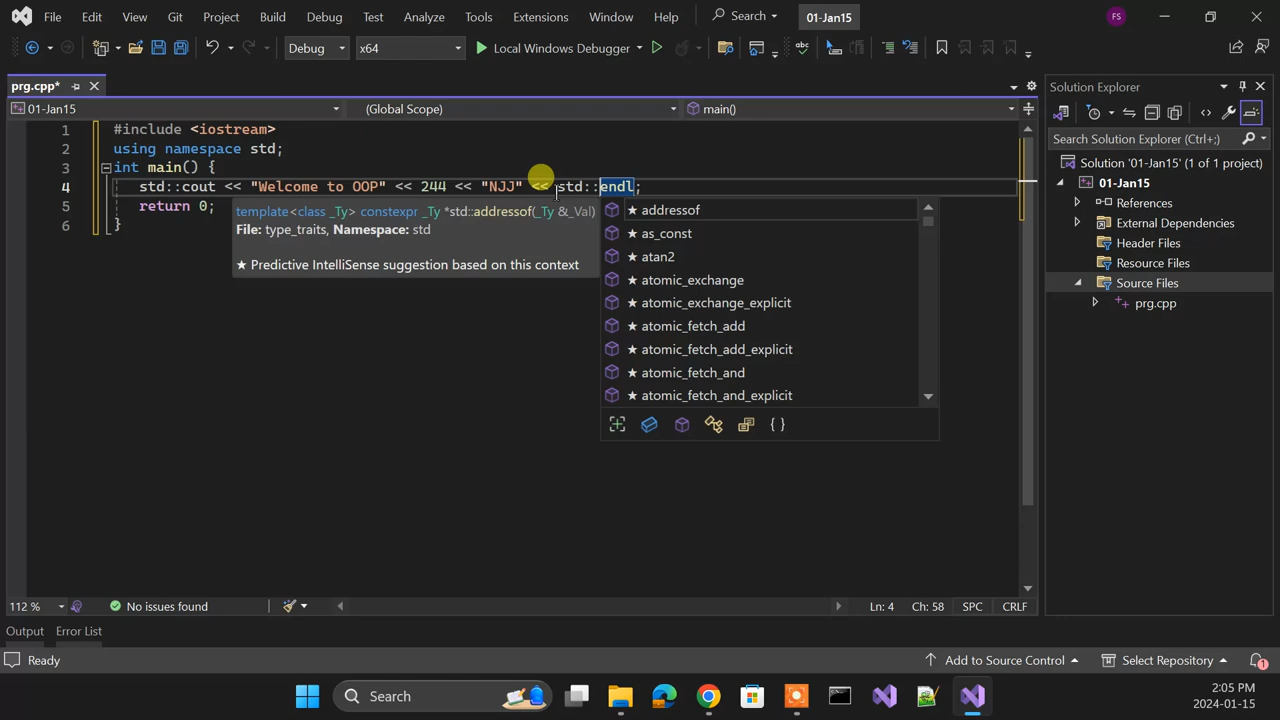 File Edit View Git Project Build Debug Test Analyze Tools Extensions Window Help Search 01-Jan15 FS
Debug x64 Local Windows Debugger
prg.cpp*
01-Jan15 (Global Scope) main()
1 #include <iostream>
2 using namespace std;
3 int main() {
4 std::cout << "Welcome to OOP" << 244 << "NJJ" << std::endl;
5 return 0;
6 }
template<class _Ty> constexpr _Ty *std::addressof(_Ty &_Val)
File: type_traits, Namespace: std
★ Predictive IntelliSense suggestion based on this context
★ addressof
★ as_const
★ atan2
★ atomic_exchange
★ atomic_exchange_explicit
★ atomic_fetch_add
★ atomic_fetch_add_explicit
★ atomic_fetch_and
★ atomic_fetch_and_explicit
{ }
Solution Explorer
Search Solution Explorer (Ctrl+;)
Solution '01-Jan15' (1 of 1 project)
01-Jan15
References
External Dependencies
Header Files
Resource Files
Source Files
prg.cpp
112 % No issues found Ln: 4 Ch: 58 SPC CRLF
Output Error List
Ready Add to Source Control Select Repository 1
Search 2:05 PM
2024-01-15